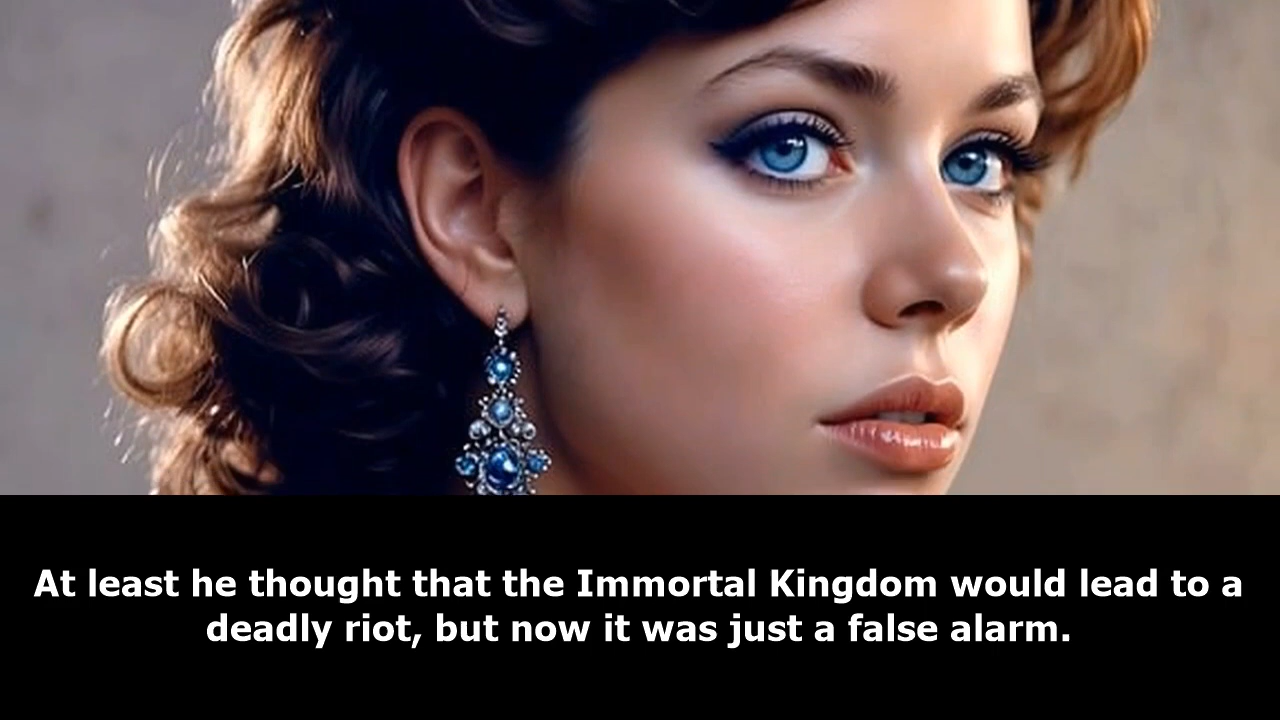 At least he thought that the Immortal Kingdom would lead to a
deadly riot, but now it was just a false alarm.